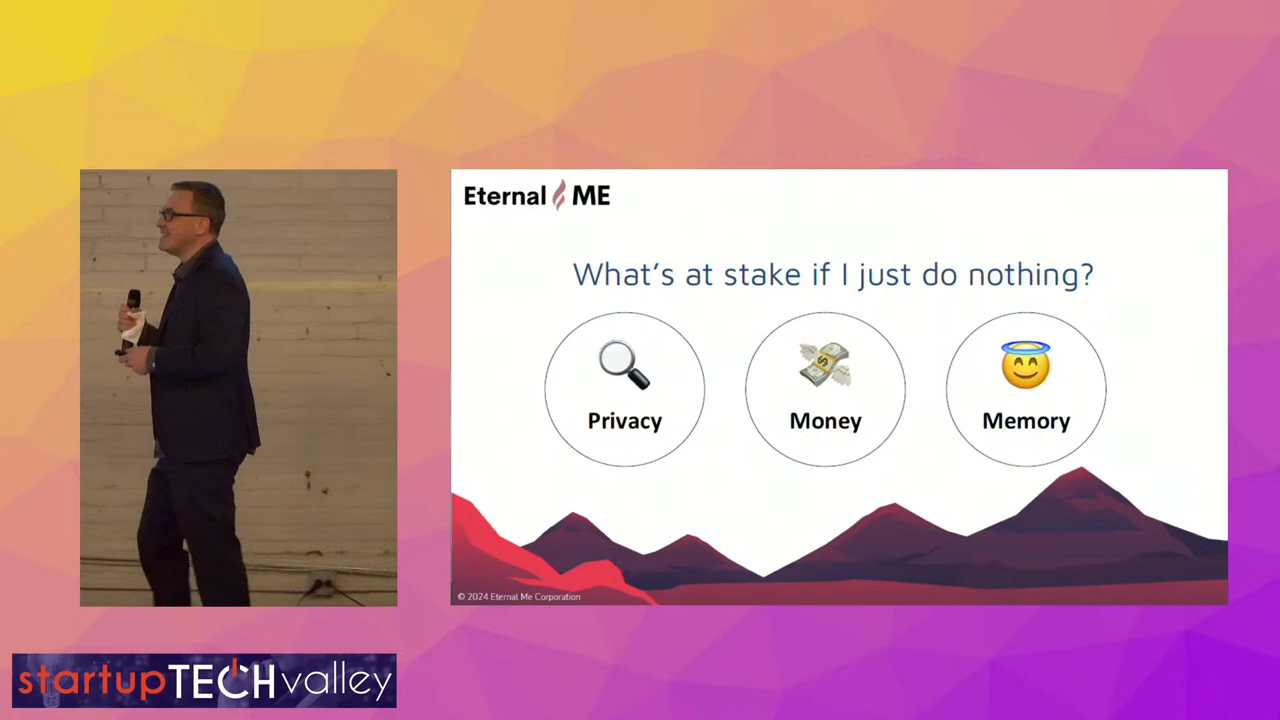 Eternal ME
What's at stake if I just do nothing?
Privacy
Money
Memory
© 2024 Eternal Me Corporation
startupTECHvalley